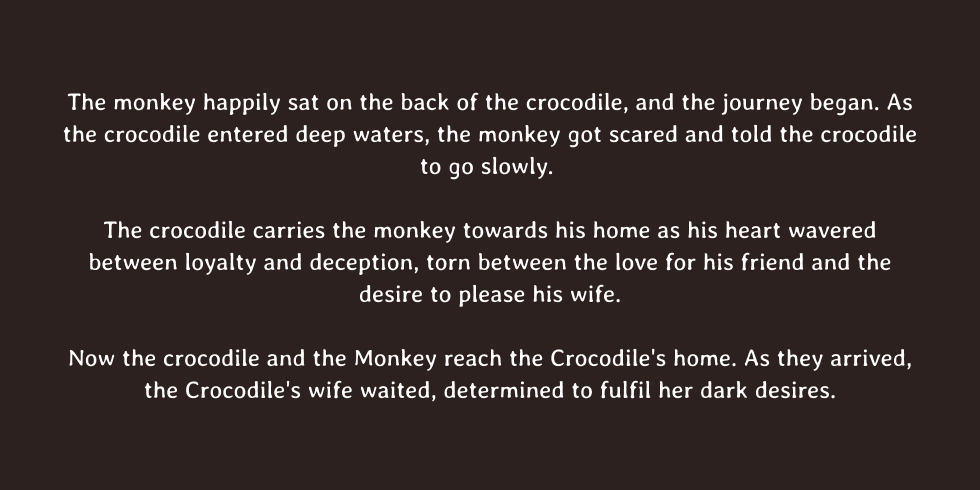 The monkey happily sat on the back of the crocodile, and the journey began. As
the crocodile entered deep waters, the monkey got scared and told the crocodile
to go slowly.
The crocodile carries the monkey towards his home as his heart wavered
between loyalty and deception, torn between the love for his friend and the
desire to please his wife.
Now the crocodile and the Monkey reach the Crocodile's home. As they arrived,
the Crocodile's wife waited, determined to fulfil her dark desires.